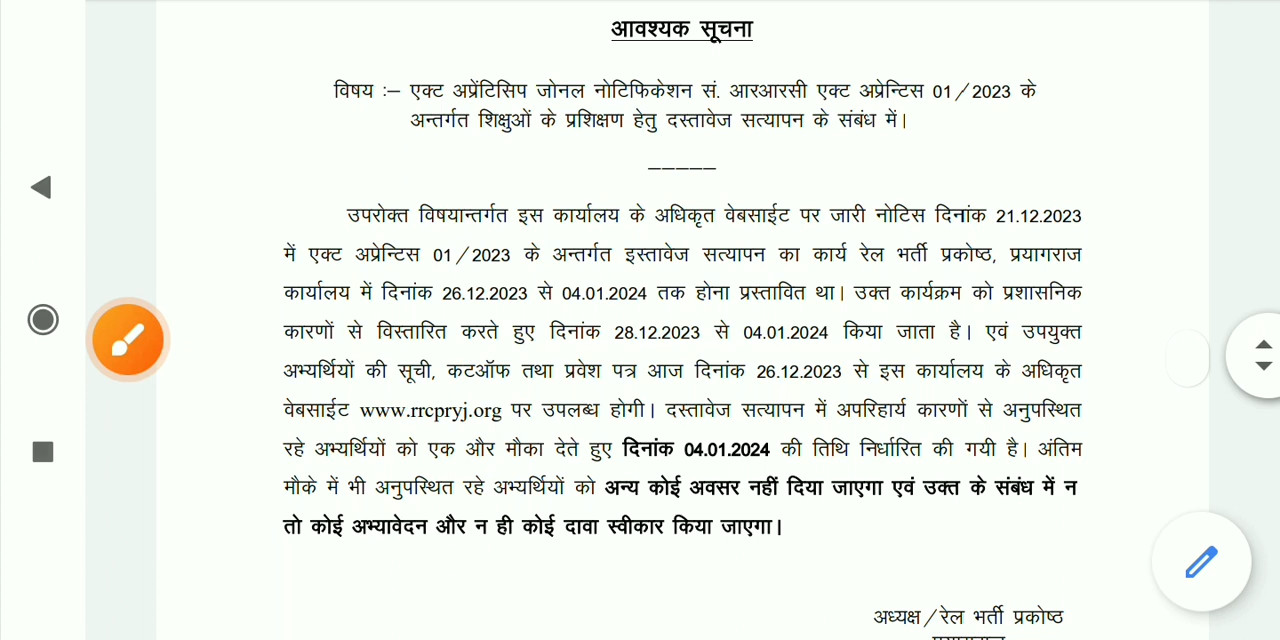 आवश्यक सूचना
विषय :– एक्ट अप्रेंटिसिप जोनल नोटिफिकेशन सं. आरआरसी एक्ट अप्रेन्टिस 01/2023 के
अन्तर्गत शिक्षुओं के प्रशिक्षण हेतु दस्तावेज सत्यापन के संबंध में।
–––––
उपरोक्त विषयान्तर्गत इस कार्यालय के अधिकृत वेबसाईट पर जारी नोटिस दिनांक 21.12.2023
में एक्ट अप्रेन्टिस 01/2023 के अन्तर्गत इस्तावेज सत्यापन का कार्य रेल भर्ती प्रकोष्ठ, प्रयागराज
कार्यालय में दिनांक 26.12.2023 से 04.01.2024 तक होना प्रस्तावित था। उक्त कार्यक्रम को प्रशासनिक
कारणों से विस्तारित करते हुए दिनांक 28.12.2023 से 04.01.2024 किया जाता है। एवं उपयुक्त
अभ्यर्थियों की सूची, कटऑफ तथा प्रवेश पत्र आज दिनांक 26.12.2023 से इस कार्यालय के अधिकृत
वेबसाईट www.rrcpryj.org पर उपलब्ध होगी। दस्तावेज सत्यापन में अपरिहार्य कारणों से अनुपस्थित
रहे अभ्यर्थियों को एक और मौका देते हुए दिनांक 04.01.2024 की तिथि निर्धारित की गयी है। अंतिम
मौके में भी अनुपस्थित रहे अभ्यर्थियों को अन्य कोई अवसर नहीं दिया जाएगा एवं उक्त के संबंध में न
तो कोई अभ्यावेदन और न ही कोई दावा स्वीकार किया जाएगा।
अध्यक्ष/रेल भर्ती प्रकोष्ठ